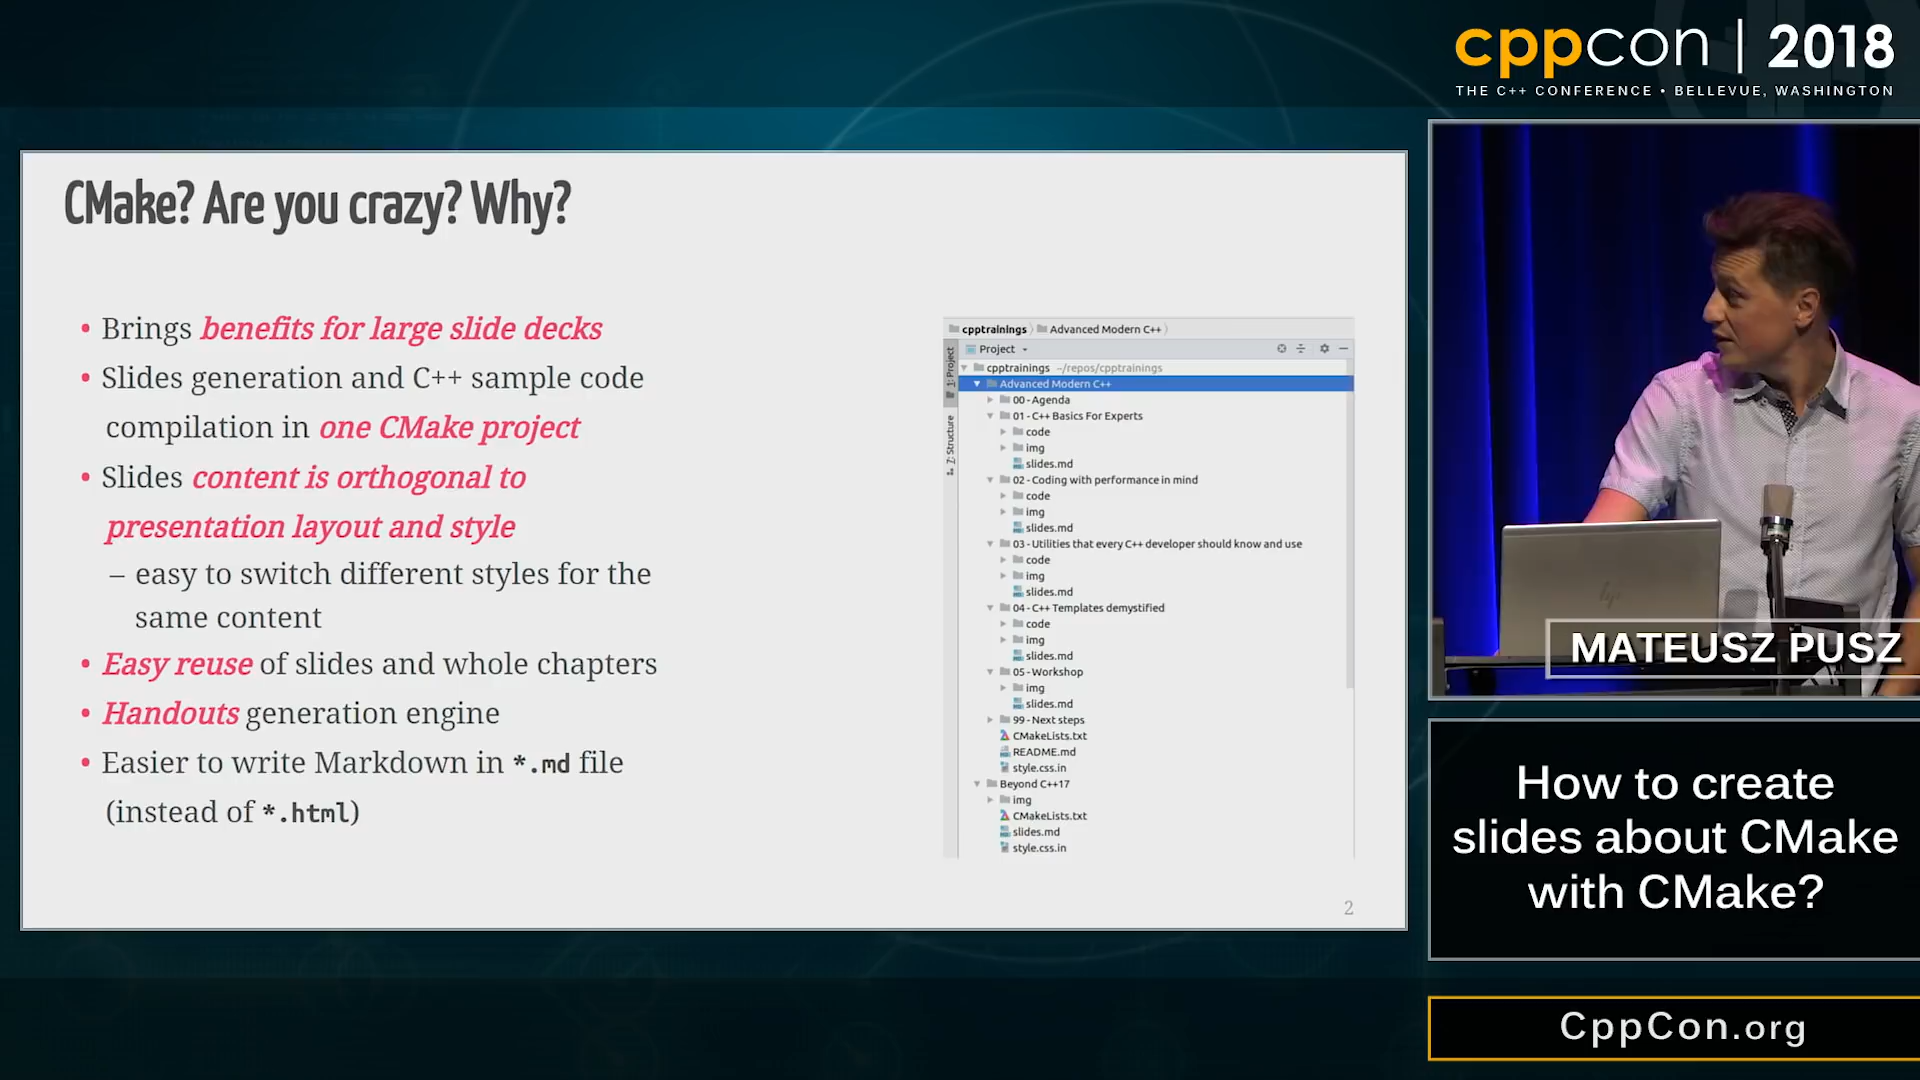 cppcon | 2018
THE C++ CONFERENCE • BELLEVUE, WASHINGTON
CMake? Are you crazy? Why?
• Brings benefits for large slide decks
• Slides generation and C++ sample code
compilation in one CMake project
• Slides content is orthogonal to
presentation layout and style
– easy to switch different styles for the
same content
• Easy reuse of slides and whole chapters
• Handouts generation engine
• Easier to write Markdown in *.md file
(instead of *.html)
cpptrainings Advanced Modern C++
Project
1: Project
7: Structure
cpptrainings ~/repos/cpptrainings
Advanced Modern C++
00 - Agenda
01 - C++ Basics For Experts
code
img
slides.md
02 - Coding with performance in mind
code
img
slides.md
03 - Utilities that every C++ developer should know and use
code
img
slides.md
04 - C++ Templates demystified
code
img
slides.md
05 - Workshop
img
slides.md
99 - Next steps
CMakeLists.txt
README.md
style.css.in
Beyond C++17
img
CMakeLists.txt
slides.md
style.css.in
2
hp
MATEUSZ PUSZ
How to create
slides about CMake
with CMake?
CppCon.org